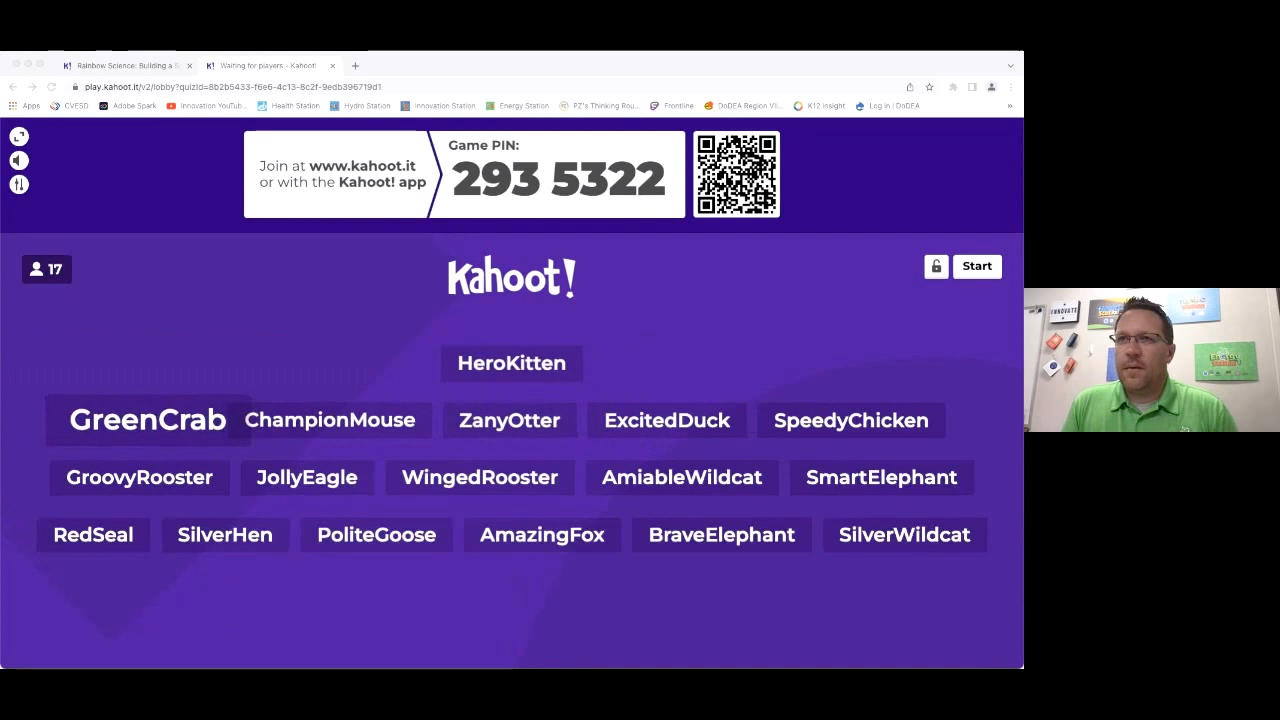 K! Rainbow Science: Building a S
K! Waiting for players - Kahoot!
play.kahoot.it/v2/lobby?quizId=8b2b5433-f6e6-4c13-8c2f-9edb396719d1
Apps CVESD Adobe Spark Innovation YouTub... Health Station Hydro Station Innovation Station Energy Station PZ's Thinking Rou... Frontline DoDEA Region VI... K12 Insight Log in | DoDEA »
Join at www.kahoot.it
or with the Kahoot! app
Game PIN:
293 5322
17
Kahoot!
Start
HeroKitten
GreenCrab ChampionMouse ZanyOtter ExcitedDuck SpeedyChicken
GroovyRooster JollyEagle WingedRooster AmiableWildcat SmartElephant
RedSeal SilverHen PoliteGoose AmazingFox BraveElephant SilverWildcat
INNOVATE